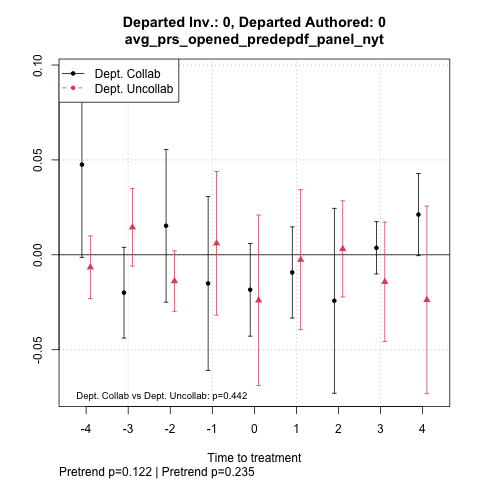 Departed Inv.: 0, Departed Authored: 0
avg_prs_opened_predepdf_panel_nyt
0.10
Dept. Collab
Dept. Uncollab
0.05
0.00
-0.05
Dept. Collab vs Dept. Uncollab: p=0.442
-4 -3 -2 -1 0 1 2 3 4
Time to treatment
Pretrend p=0.122 | Pretrend p=0.235